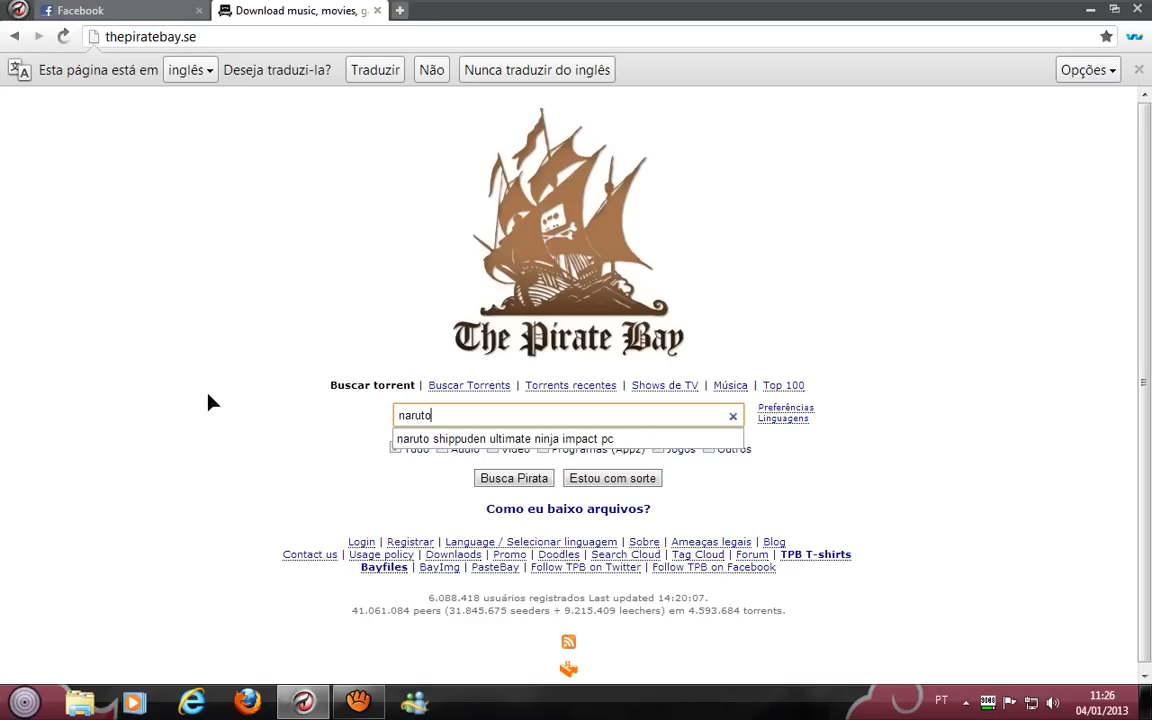 Facebook
Download music, movies, g
thepiratebay.se
Esta página está em inglês Deseja traduzi-la? Traduzir Não Nunca traduzir do inglês Opções
The Pirate Bay
Buscar torrent | Buscar Torrents | Torrents recentes | Shows de TV | Música | Top 100
naruto
Preferências
Linguagens
naruto shippuden ultimate ninja impact pc
Tudo Áudio Vídeo Programas (Appz) Jogos Outros
Busca Pirata Estou com sorte
Como eu baixo arquivos?
Login | Registrar | Language / Selecionar linguagem | Sobre | Ameaças legais | Blog
Contact us | Usage policy | Downlaods | Promo | Doodles | Search Cloud | Tag Cloud | Forum | TPB T-shirts
Bayfiles | BayImg | PasteBay | Follow TPB on Twitter | Follow TPB on Facebook
6.088.418 usuários registrados Last updated 14:20:07.
41.061.084 peers (31.845.675 seeders + 9.215.409 leechers) em 4.593.684 torrents.
PT
11:26
04/01/2013